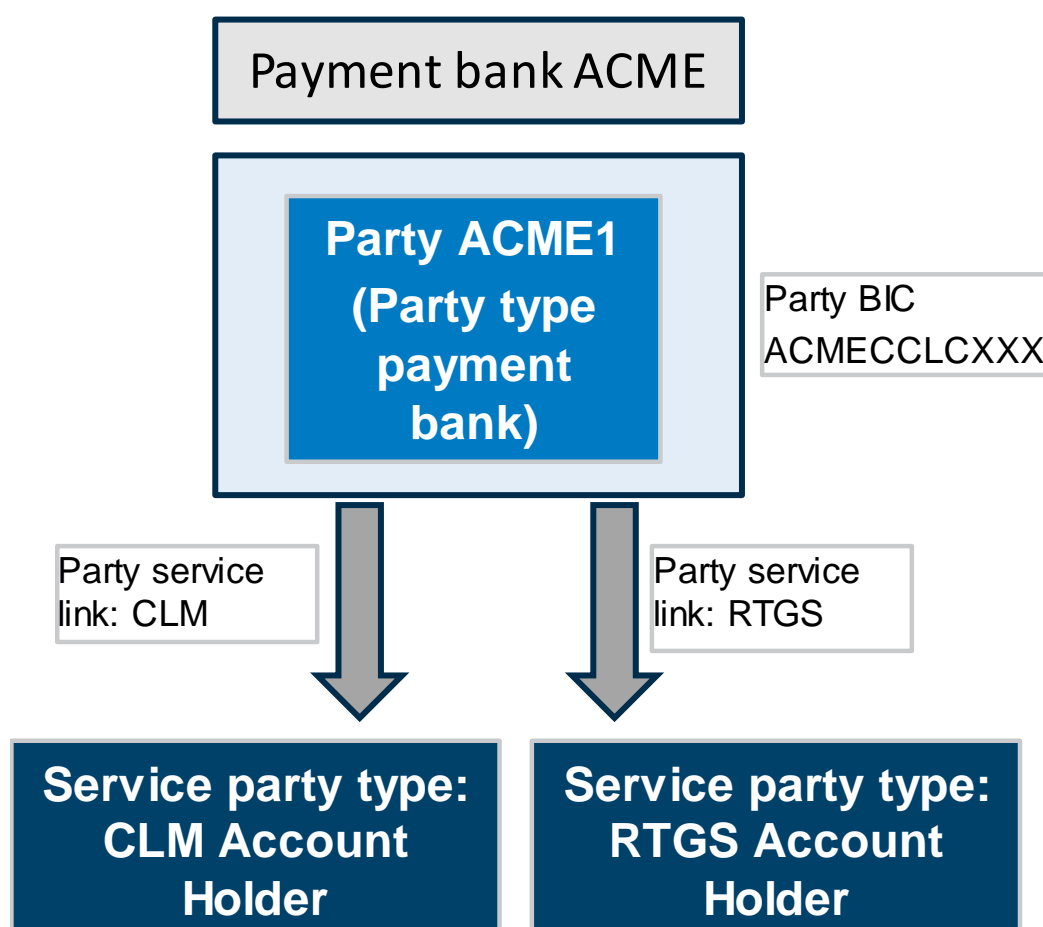 Payment bank ACME
Party ACME1
(Party type
payment
bank)
Party BIC
ACMECCLCXXX
Party service
link: CLM
Party service
link: RTGS
Service party type:
CLM Account
Holder
Service party type:
RTGS Account
Holder